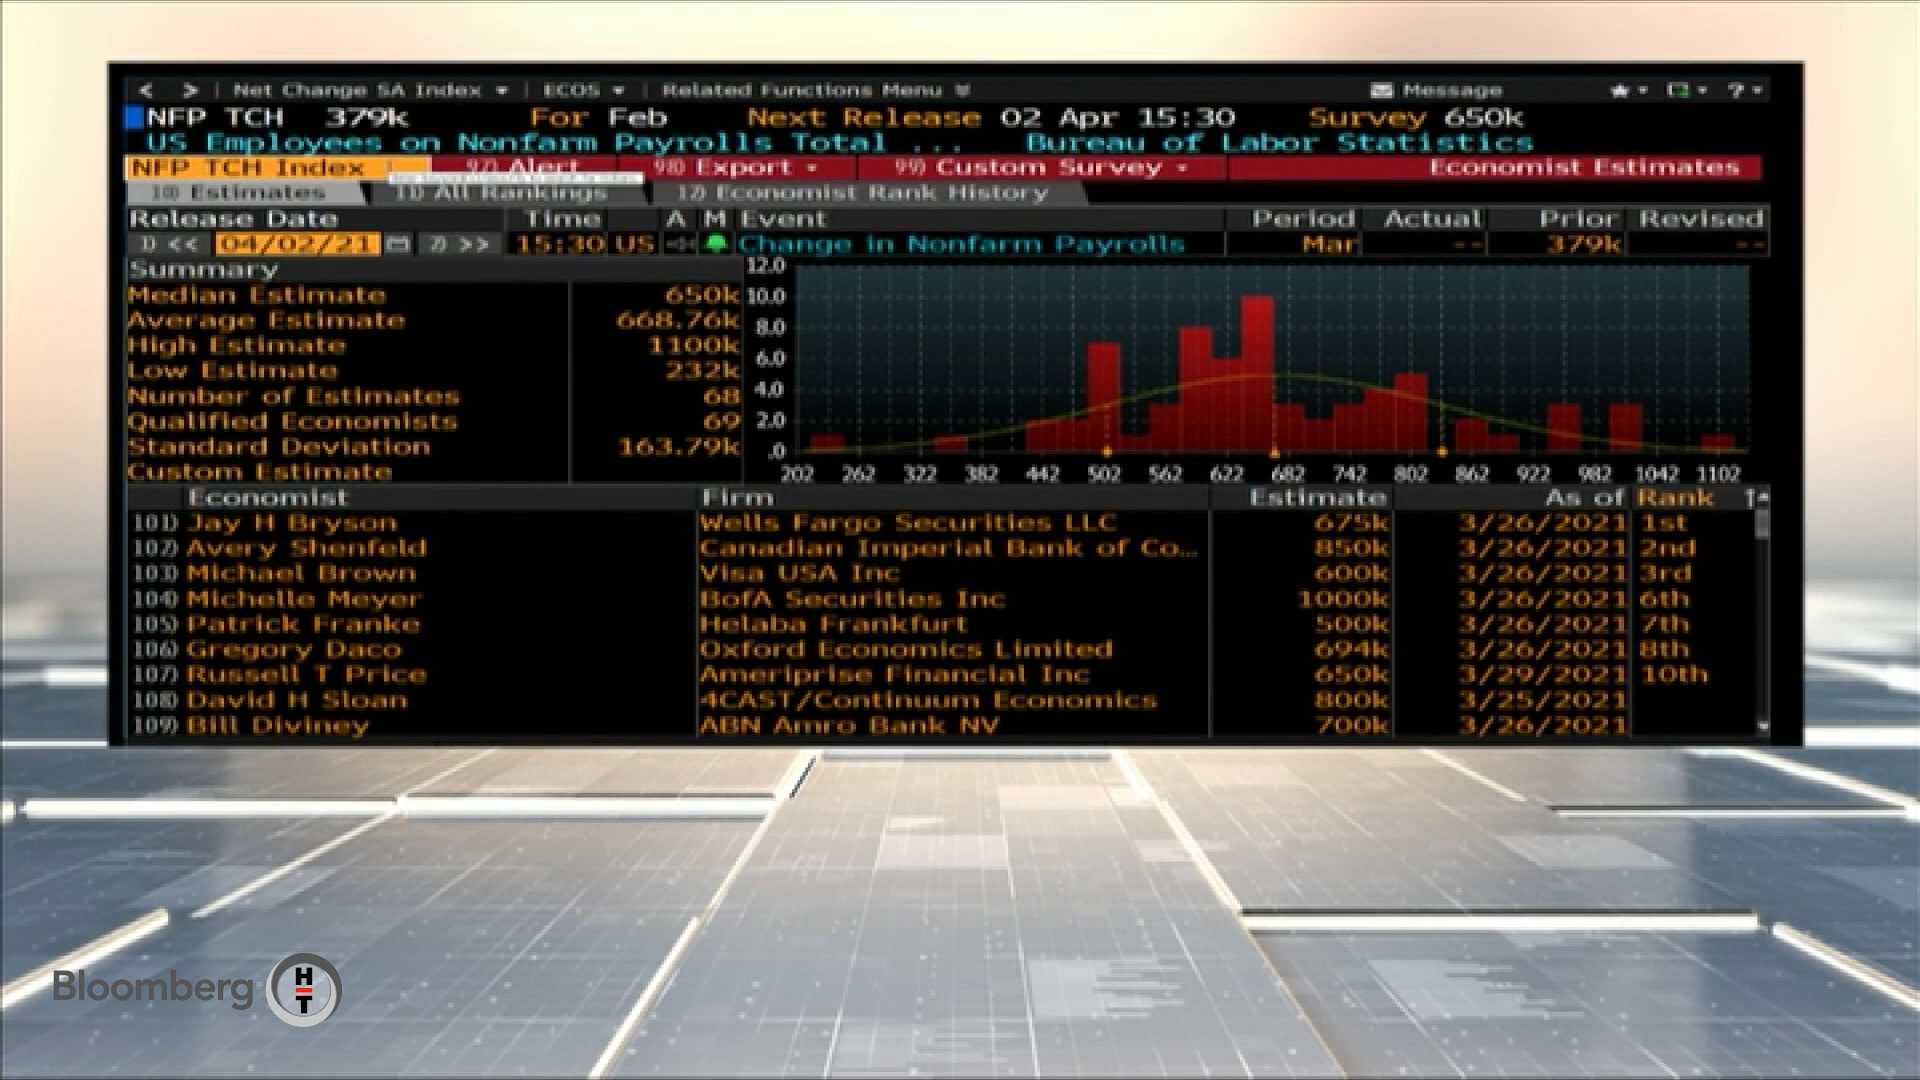 < > Net Change SA Index ECOS Related Functions Menu Message ?
NFP TCH 379k For Feb Next Release 02 Apr 15:30 Survey 650k
US Employees on Nonfarm Payrolls Total ... Bureau of Labor Statistics
NFP TCH Index 97) Alert 98) Export 99) Custom Survey Economist Estimates
10) Estimates 11) All Rankings 12) Economist Rank History
Release Date Time A M Event Period Actual Prior Revised
1) << 04/02/21 2) >> 15:30 US Change in Nonfarm Payrolls Mar -- 379k --
Summary
Median Estimate 650k
Average Estimate 668.76k
High Estimate 1100k
Low Estimate 232k
Number of Estimates 68
Qualified Economists 69
Standard Deviation 163.79k
Custom Estimate
12.0
10.0
8.0
6.0
4.0
2.0
.0
202 262 322 382 442 502 562 622 682 742 802 862 922 982 1042 1102
Economist Firm Estimate As of Rank
101) Jay H Bryson Wells Fargo Securities LLC 675k 3/26/2021 1st
102) Avery Shenfeld Canadian Imperial Bank of Co... 850k 3/26/2021 2nd
103) Michael Brown Visa USA Inc 600k 3/26/2021 3rd
104) Michelle Meyer BofA Securities Inc 1000k 3/26/2021 6th
105) Patrick Franke Helaba Frankfurt 500k 3/26/2021 7th
106) Gregory Daco Oxford Economics Limited 694k 3/26/2021 8th
107) Russell T Price Ameriprise Financial Inc 650k 3/29/2021 10th
108) David H Sloan 4CAST/Continuum Economics 800k 3/25/2021
109) Bill Diviney ABN Amro Bank NV 700k 3/26/2021
Bloomberg HT